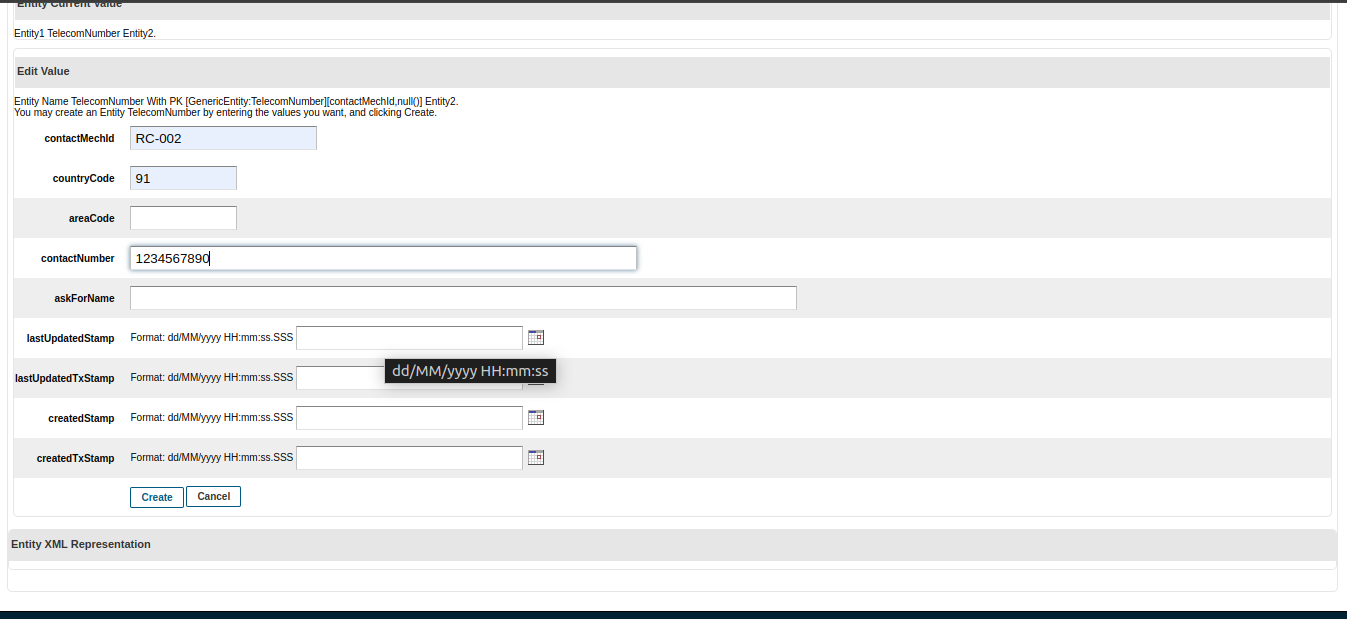 Entity Current Value
Entity1 TelecomNumber Entity2.
Edit Value
Entity Name TelecomNumber With PK [GenericEntity:TelecomNumber][contactMechId,null()] Entity2.
You may create an Entity TelecomNumber by entering the values you want, and clicking Create.
contactMechId RC-002
countryCode 91
areaCode
contactNumber 1234567890
askForName
lastUpdatedStamp Format: dd/MM/yyyy HH:mm:ss.SSS
dd/MM/yyyy HH:mm:ss
lastUpdatedTxStamp Format: dd/MM/yyyy HH:mm:ss.SSS
createdStamp Format: dd/MM/yyyy HH:mm:ss.SSS
createdTxStamp Format: dd/MM/yyyy HH:mm:ss.SSS
Create Cancel
Entity XML Representation